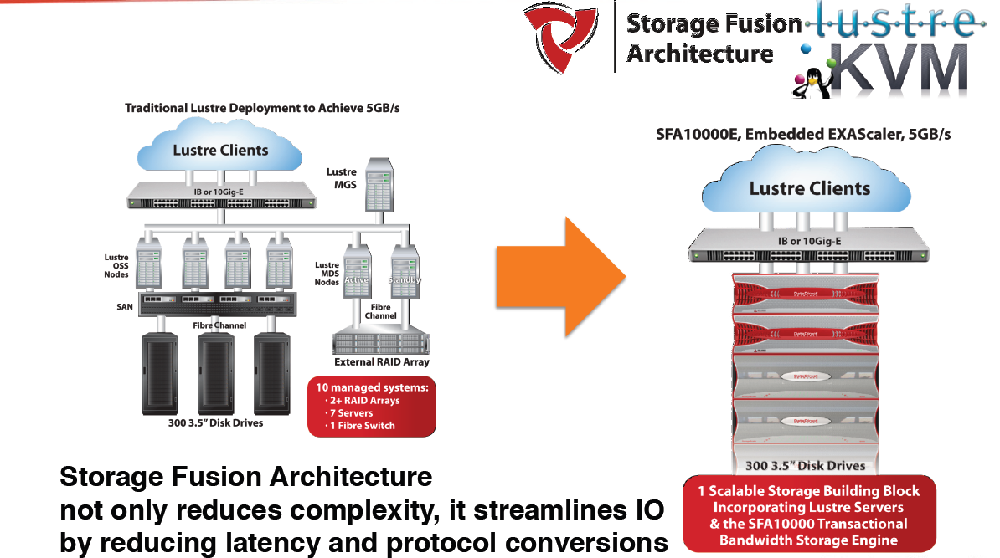 Storage Fusion
Architecture
lustre
KVM
Traditional Lustre Deployment to Achieve 5GB/s
Lustre Clients
IB or 10Gig-E
Lustre
MGS
Lustre
OSS
Nodes
Lustre
MDS
Nodes
Active
Standby
SAN
Fibre
Channel
Fibre Channel
External RAID Array
300 3.5” Disk Drives
10 managed systems:
· 2+ RAID Arrays
· 7 Servers
· 1 Fibre Switch
SFA10000E, Embedded EXAScaler, 5GB/s
Lustre Clients
IB or 10Gig-E
DataDirect
DataDirect
DataDirect
DataDirect
300 3.5” Disk Drives
1 Scalable Storage Building Block
Incorporating Lustre Servers
& the SFA10000 Transactional
Bandwidth Storage Engine
Storage Fusion Architecture
not only reduces complexity, it streamlines IO
by reducing latency and protocol conversions